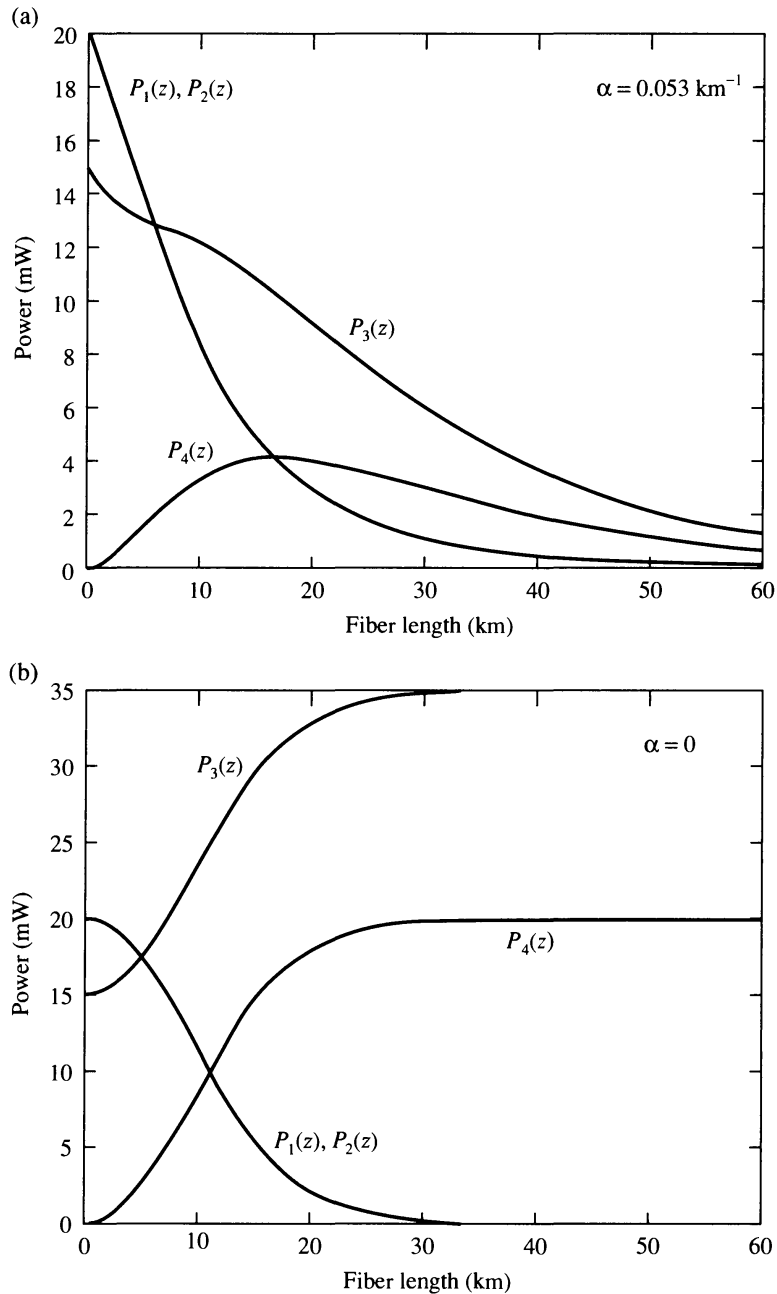 (a)
20
18
16
14
12
10
8
6
4
2
0
Power (mW)
P₁(z), P₂(z)
α = 0.053 km⁻¹
P₃(z)
P₄(z)
0 10 20 30 40 50 60
Fiber length (km)
(b)
35
30
25
20
15
10
5
0
Power (mW)
P₃(z)
α = 0
P₄(z)
P₁(z), P₂(z)
0 10 20 30 40 50 60
Fiber length (km)